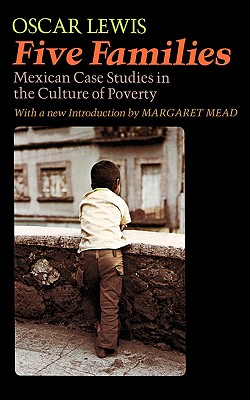 OSCAR LEWIS
Five Families
Mexican Case Studies in
the Culture of Poverty
With a new Introduction by MARGARET MEAD